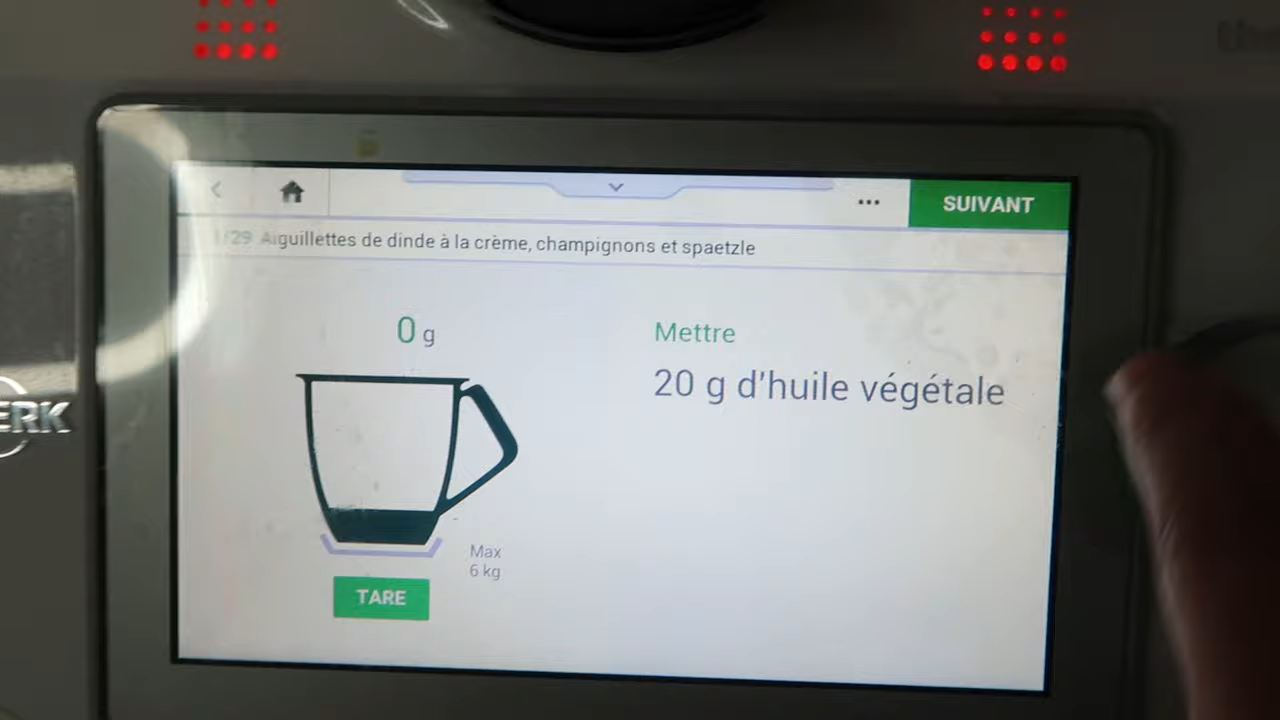 SUIVANT
1/29 Aiguillettes de dinde à la crème, champignons et spaetzle
0 g
Mettre
20 g d'huile végétale
ERK
Max
6 kg
TARE